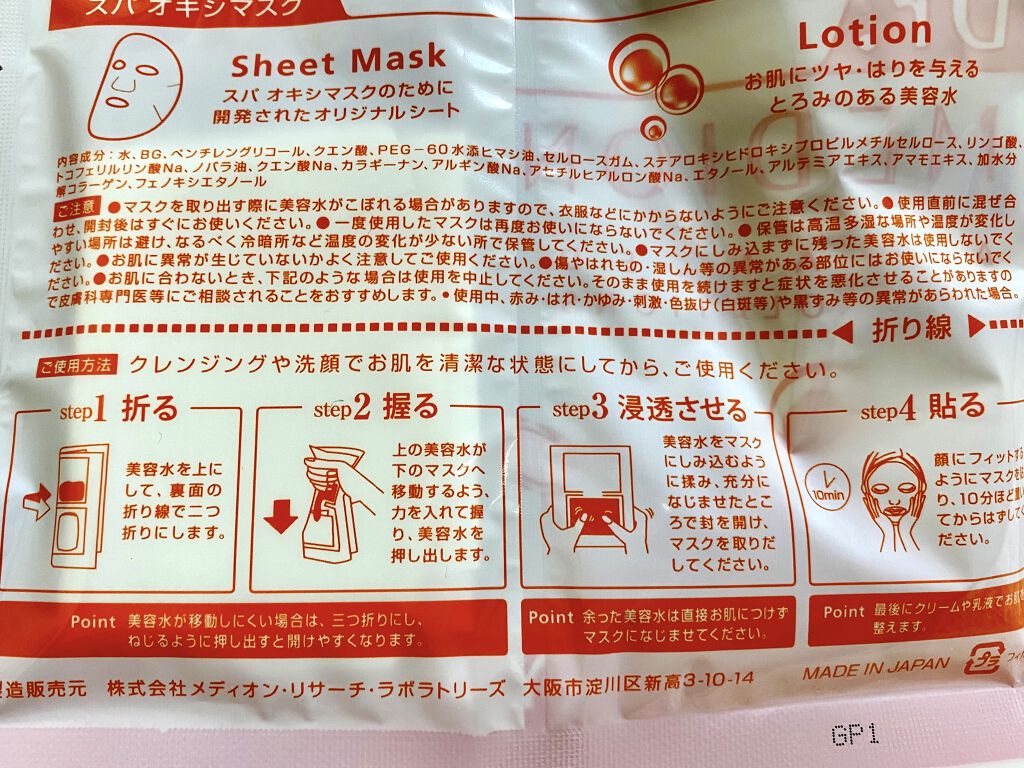 スパ オキシマスク
Sheet Mask
スパ オキシマスクのために
開発されたオリジナルシート
Lotion
お肌にツヤ・はりを与える
とろみのある美容水
内容成分：水、BG、ペンチレングリコール、クエン酸、PEG－60水添ヒマシ油、セルロースガム、ステアロキシヒドロキシプロピルメチルセルロース、リンゴ酸、
トコフェリルリン酸Na、ノバラ油、クエン酸Na、カラギーナン、アルギン酸Na、アセチルヒアルロン酸Na、エタノール、アルテミアエキス、アマモエキス、加水分
解コラーゲン、フェノキシエタノール
ご注意 ●マスクを取り出す際に美容水がこぼれる場合がありますので、衣服などにかからないようにご注意ください。●使用直前に混ぜ合
わせ、開封後はすぐにお使いください。●一度使用したマスクは再度お使いにならないでください。●保管は高温多湿な場所や温度が変化し
やすい場所は避け、なるべく冷暗所など温度の変化が少ない所で保管してください。●マスクにしみ込まずに残った美容水は使用しないでく
ださい。●お肌に異常が生じていないかよく注意してご使用ください。●傷やはれもの・湿しん等の異常がある部位にはお使いにならないでく
ださい。●お肌に合わないとき、下記のような場合は使用を中止してください。そのまま使用を続けますと症状を悪化させることがありますの
で皮膚科専門医等にご相談されることをおすすめします。・使用中、赤み・はれ・かゆみ・刺激・色抜け(白斑等)や黒ずみ等の異常があらわれた場合。
◀ 折り線 ▶
ご使用方法 クレンジングや洗顔でお肌を清潔な状態にしてから、ご使用ください。
step1 折る
美容水を上に
して、裏面の
折り線で二つ
折りにします。
step2 握る
上の美容水が
下のマスクへ
移動するよう、
力を入れて握
り、美容水を
押し出します。
step3 浸透させる
美容水をマスク
にしみ込むよう
に揉み、充分に
なじませたとこ
ろで封を開け、
マスクを取りだ
してください。
step4 貼る
10min
顔にフィットする
ようにマスクを
り、10分ほど
てからはずして
ださい。
Point 美容水が移動しにくい場合は、三つ折りにし、
ねじるように押し出すと開けやすくなります。
Point 余った美容水は直接お肌につけず
マスクになじませてください。
Point 最後にクリームや乳液でお肌を
整えます。
製造販売元 株式会社メディオン・リサーチ・ラボラトリーズ 大阪市淀川区新高3-10-14
MADE IN JAPAN
プラ
GP1